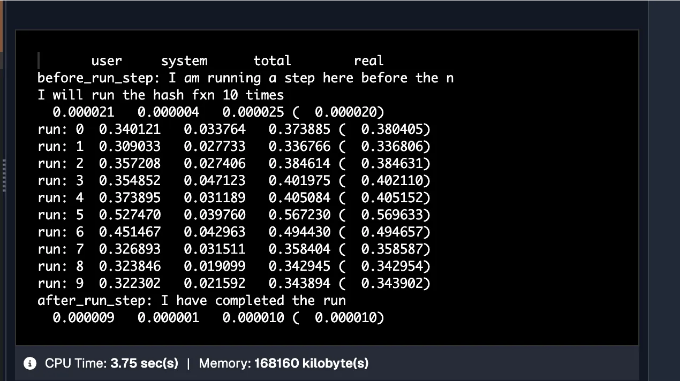 user system total real
before_run_step: I am running a step here before the n
I will run the hash fxn 10 times
0.000021 0.000004 0.000025 ( 0.000020)
run: 0 0.340121 0.033764 0.373885 ( 0.380405)
run: 1 0.309033 0.027733 0.336766 ( 0.336806)
run: 2 0.357208 0.027406 0.384614 ( 0.384631)
run: 3 0.354852 0.047123 0.401975 ( 0.402110)
run: 4 0.373895 0.031189 0.405084 ( 0.405152)
run: 5 0.527470 0.039760 0.567230 ( 0.569633)
run: 6 0.451467 0.042963 0.494430 ( 0.494657)
run: 7 0.326893 0.031511 0.358404 ( 0.358587)
run: 8 0.323846 0.019099 0.342945 ( 0.342954)
run: 9 0.322302 0.021592 0.343894 ( 0.343902)
after_run_step: I have completed the run
0.000009 0.000001 0.000010 ( 0.000010)
CPU Time: 3.75 sec(s) | Memory: 168160 kilobyte(s)